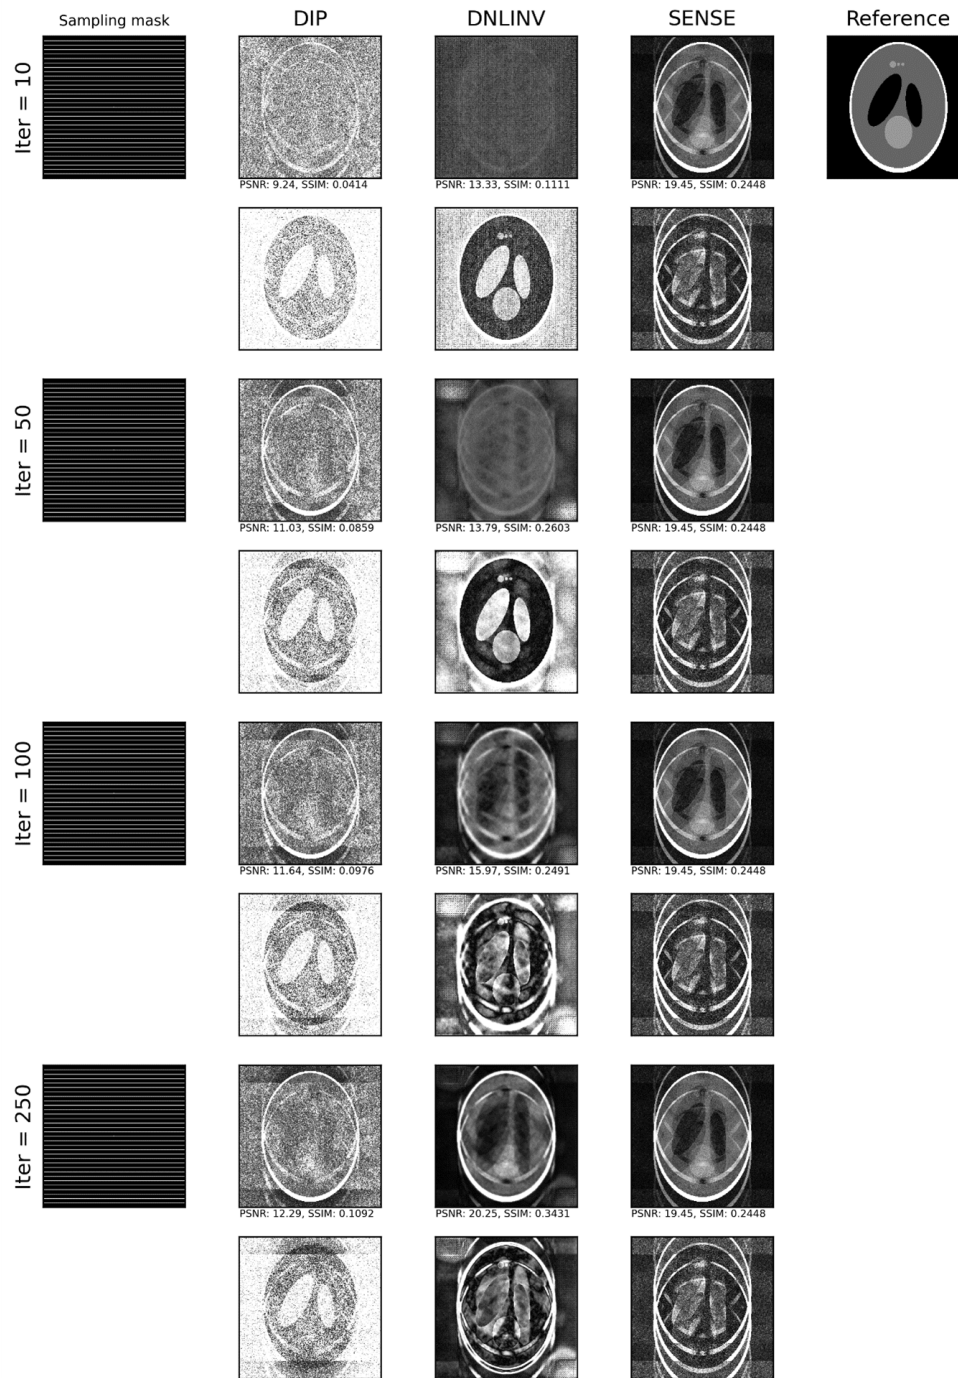 Sampling mask DIP DNLINV SENSE Reference
Iter = 10
PSNR: 9.24, SSIM: 0.0414 PSNR: 13.33, SSIM: 0.1111 PSNR: 19.45, SSIM: 0.2448
Iter = 50
PSNR: 11.03, SSIM: 0.0859 PSNR: 13.79, SSIM: 0.2603 PSNR: 19.45, SSIM: 0.2448
Iter = 100
PSNR: 11.64, SSIM: 0.0976 PSNR: 15.97, SSIM: 0.2491 PSNR: 19.45, SSIM: 0.2448
Iter = 250
PSNR: 12.29, SSIM: 0.1092 PSNR: 20.25, SSIM: 0.3431 PSNR: 19.45, SSIM: 0.2448